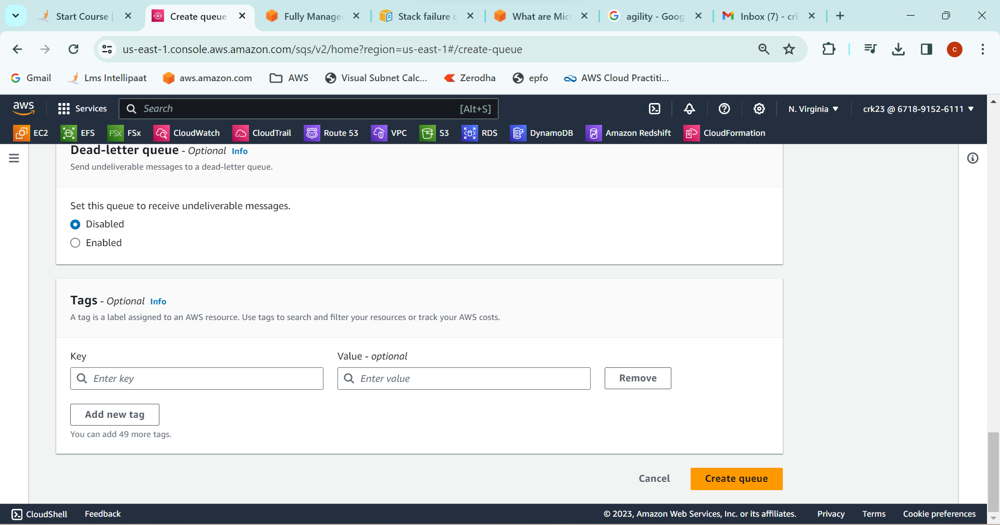 Start Course
Create queue
Fully Manage
Stack failure
What are Mic
agility - Goog
Inbox (7) - crk
us-east-1.console.aws.amazon.com/sqs/v2/home?region=us-east-1#/create-queue
C
Gmail
Lms Intellipaat
aws.amazon.com
AWS
Visual Subnet Calc...
Zerodha
epfo
AWS Cloud Practiti...
aws
Services
Search
[Alt+S]
N. Virginia
crk23 @ 6718-9152-6111
EC2
EFS
FSx FSx
CloudWatch
CloudTrail
53 Route 53
VPC
S3
RDS
DynamoDB
Amazon Redshift
CloudFormation
Dead-letter queue - Optional Info
Send undeliverable messages to a dead-letter queue.
Set this queue to receive undeliverable messages.
Disabled
Enabled
Tags - Optional Info
A tag is a label assigned to an AWS resource. Use tags to search and filter your resources or track your AWS costs.
Key
Value - optional
Enter key
Enter value
Remove
Add new tag
You can add 49 more tags.
Cancel
Create queue
CloudShell
Feedback
© 2023, Amazon Web Services, Inc. or its affiliates.
Privacy
Terms
Cookie preferences